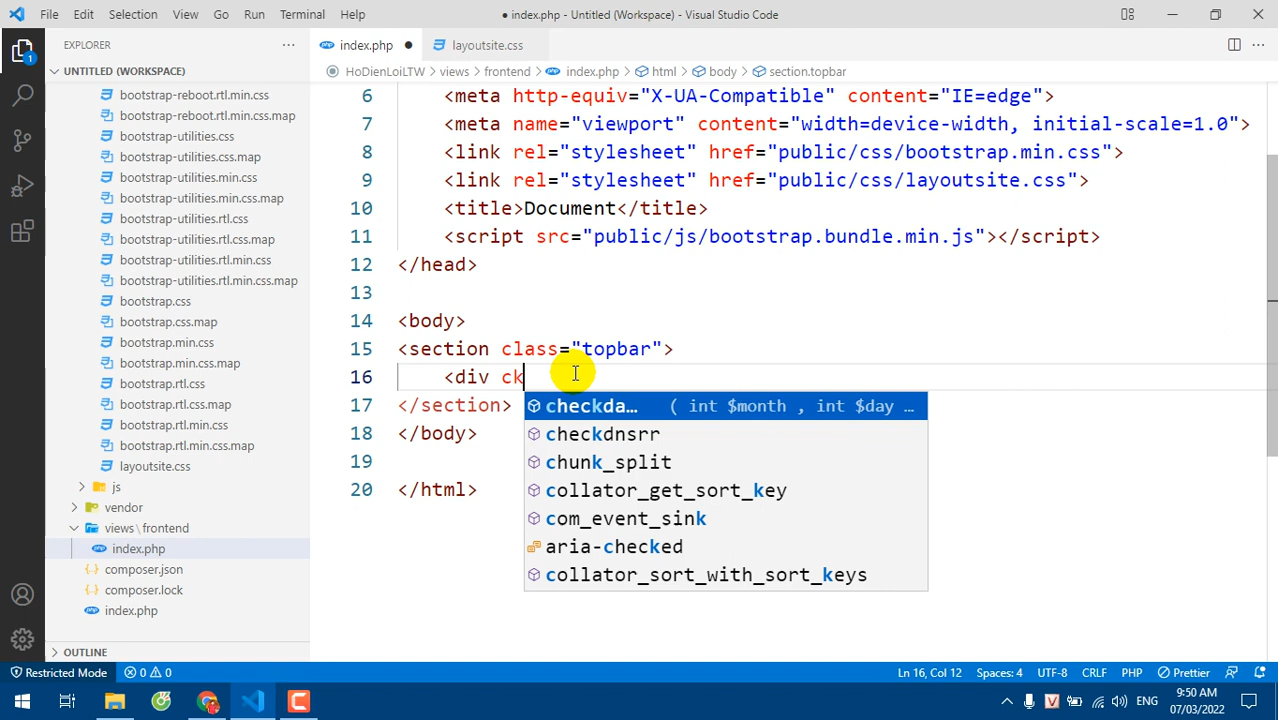 File Edit Selection View Go Run Terminal Help
● index.php - Untitled (Workspace) - Visual Studio Code
EXPLORER
index.php ●
layoutsite.css
UNTITLED (WORKSPACE)
HoDienLoiLTW > views > frontend > index.php > html > body > section.topbar
bootstrap-reboot.rtl.min.css
bootstrap-reboot.rtl.min.css.map
bootstrap-utilities.css
bootstrap-utilities.css.map
bootstrap-utilities.min.css
bootstrap-utilities.min.css.map
bootstrap-utilities.rtl.css
bootstrap-utilities.rtl.css.map
bootstrap-utilities.rtl.min.css
bootstrap-utilities.rtl.min.css.map
bootstrap.css
bootstrap.css.map
bootstrap.min.css
bootstrap.min.css.map
bootstrap.rtl.css
bootstrap.rtl.css.map
bootstrap.rtl.min.css
bootstrap.rtl.min.css.map
layoutsite.css
js
vendor
views\frontend
index.php
composer.json
composer.lock
index.php
OUTLINE
6 <meta http-equiv="X-UA-Compatible" content="IE=edge">
7 <meta name="viewport" content="width=device-width, initial-scale=1.0">
8 <link rel="stylesheet" href="public/css/bootstrap.min.css">
9 <link rel="stylesheet" href="public/css/layoutsite.css">
10 <title>Document</title>
11 <script src="public/js/bootstrap.bundle.min.js"></script>
12 </head>
13
14 <body>
15 <section class="topbar">
16 <div ck
17 </section>
18 </body>
19
20 </html>
checkda… ( int $month , int $day …
checkdnsrr
chunk_split
collator_get_sort_key
com_event_sink
aria-checked
collator_sort_with_sort_keys
Restricted Mode 0 0
Ln 16, Col 12 Spaces: 4 UTF-8 CRLF PHP Prettier
ENG
9:50 AM
07/03/2022
1
V